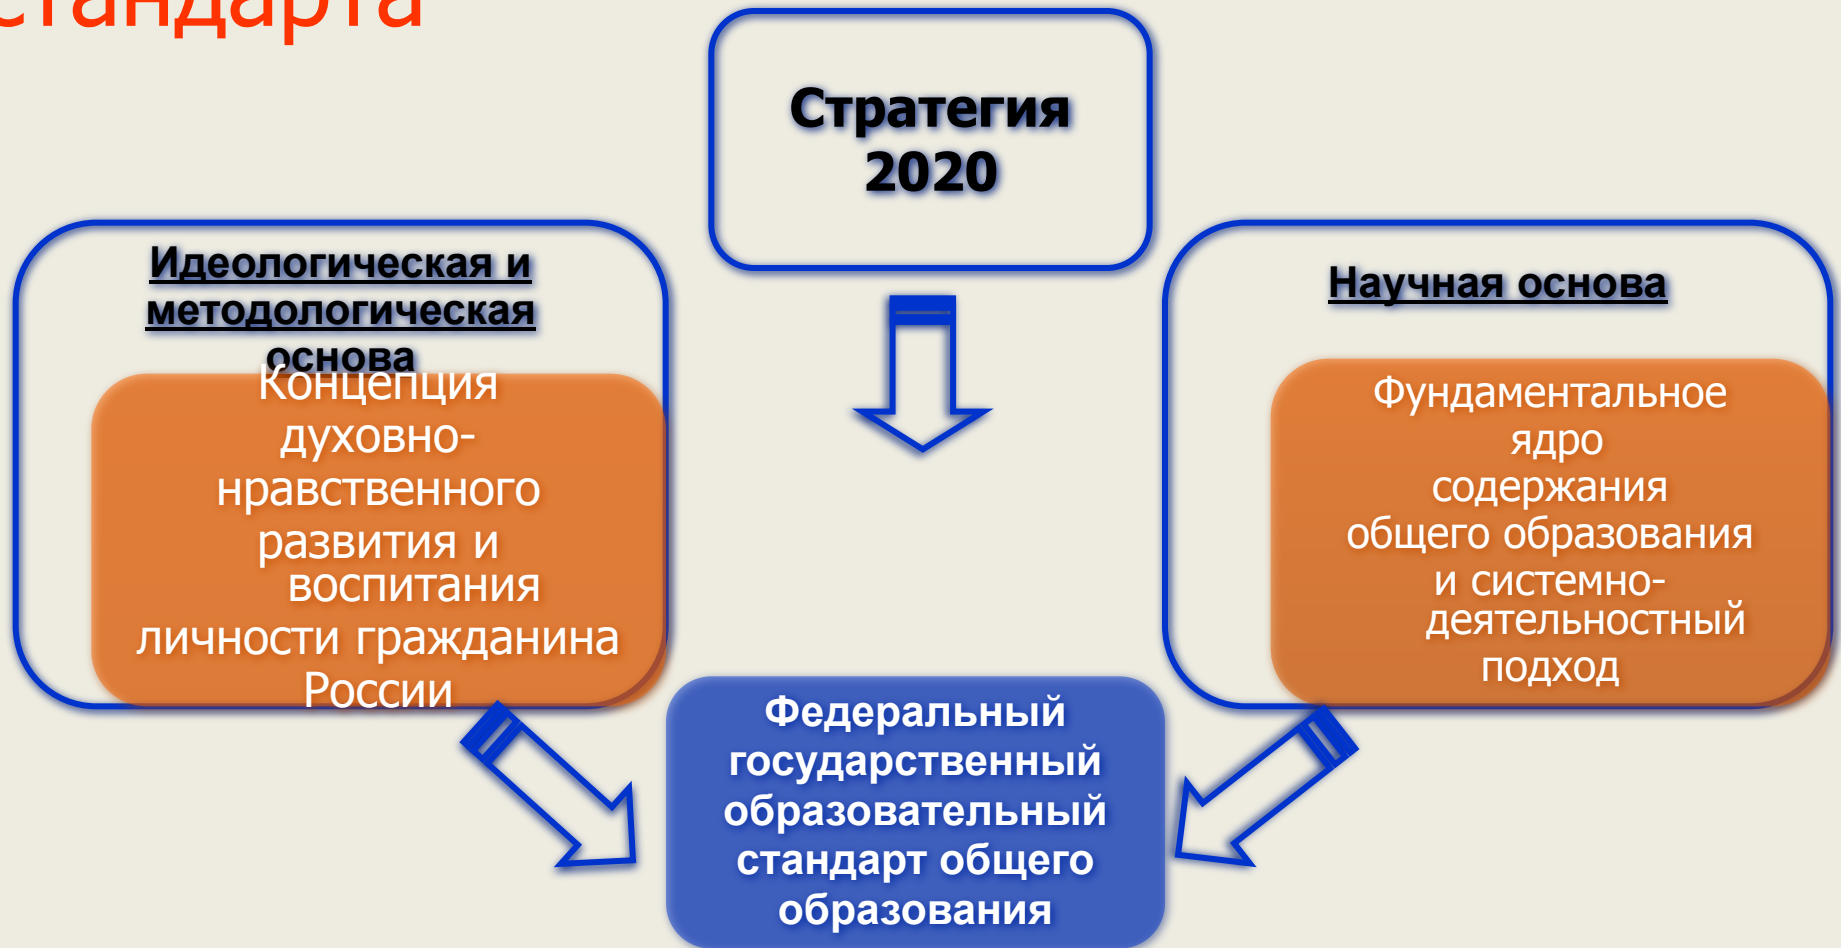 стандарта
Стратегия
2020
Идеологическая и
методологическая
основа
Концепция
духовно-
нравственного
развития и
воспитания
личности гражданина
России
Научная основа
Фундаментальное
ядро
содержания
общего образования
и системно-
деятельностный
подход
Федеральный
государственный
образовательный
стандарт общего
образования